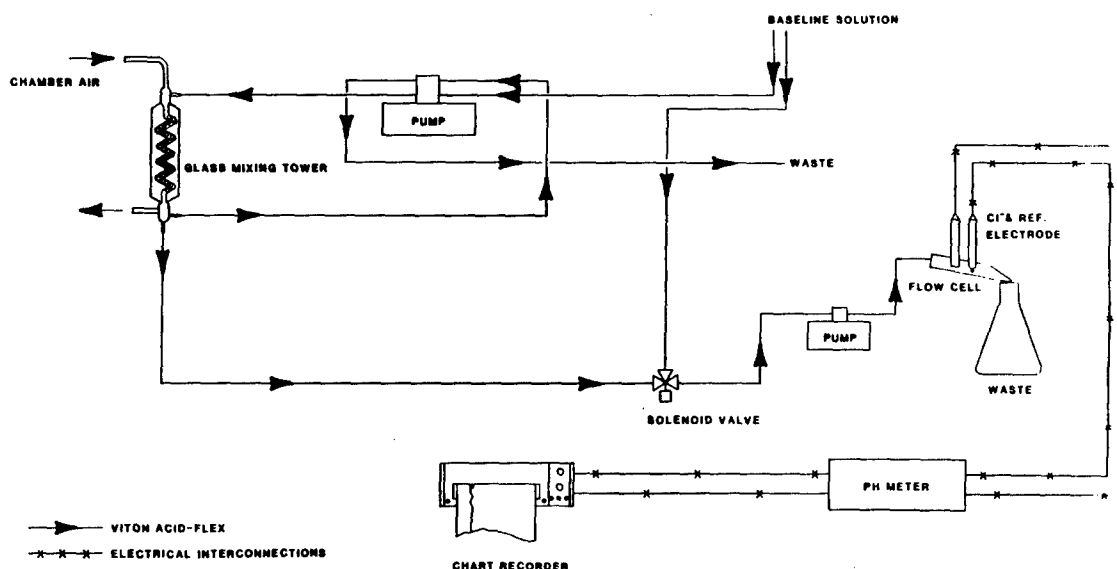 BASELINE SOLUTION
CHAMBER AIR
PUMP
GLASS MIXING TOWER
WASTE
Cl⁻& REF.
ELECTRODE
FLOW CELL
PUMP
WASTE
SOLENOID VALVE
PH METER
VITON ACID-FLEX
ELECTRICAL INTERCONNECTIONS
CHART RECORDER